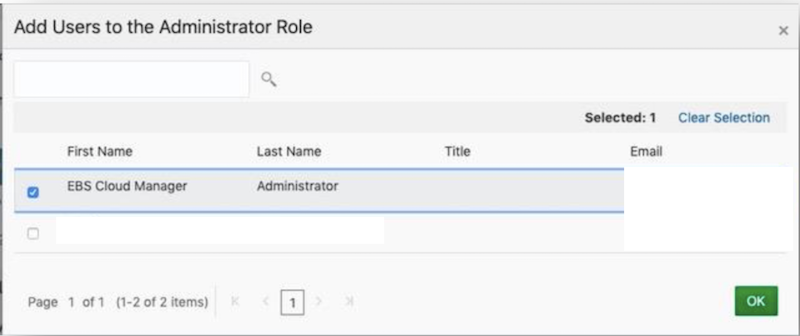 Add Users to the Administrator Role
Selected: 1 Clear Selection
First Name Last Name Title Email
EBS Cloud Manager Administrator
Page 1 of 1 (1-2 of 2 items) 1 OK